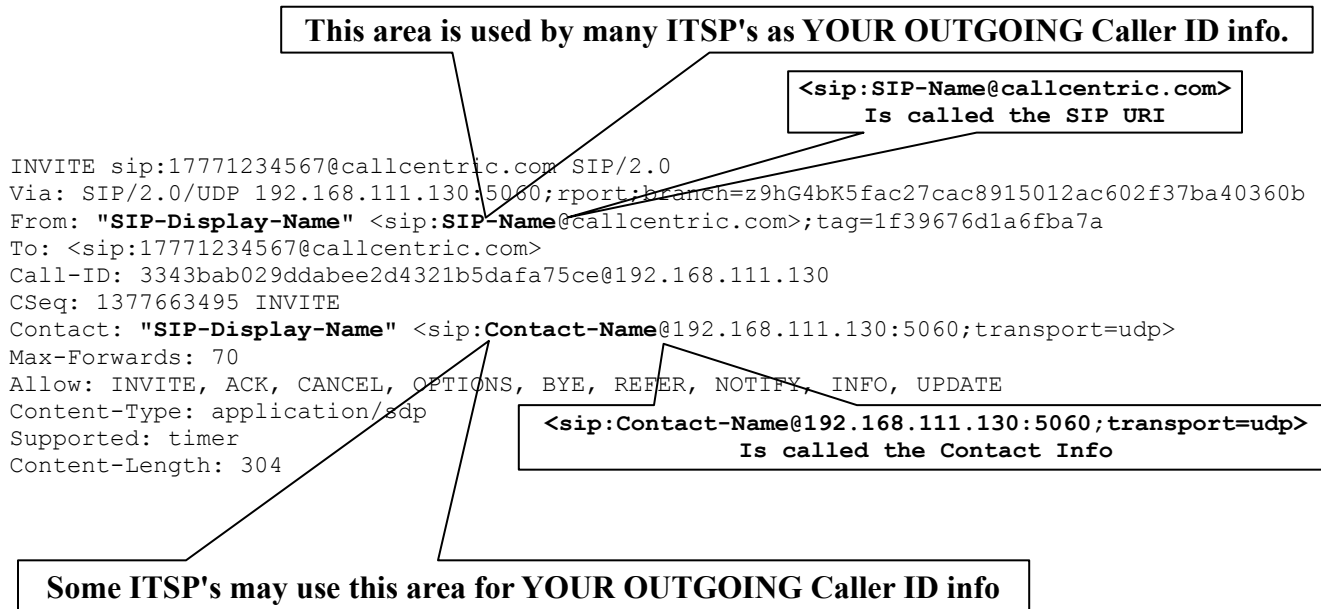 This area is used by many ITSP's as YOUR OUTGOING Caller ID info.
<sip:SIP-Name@callcentric.com>
Is called the SIP URI
INVITE sip:17771234567@callcentric.com SIP/2.0
Via: SIP/2.0/UDP 192.168.111.130:5060;rport;branch=z9hG4bK5fac27cac8915012ac602f37ba40360b
From: "SIP-Display-Name" <sip:SIP-Name@callcentric.com>;tag=1f39676d1a6fba7a
To: <sip:17771234567@callcentric.com>
Call-ID: 3343bab029ddabee2d4321b5dafa75ce@192.168.111.130
CSeq: 1377663495 INVITE
Contact: "SIP-Display-Name" <sip:Contact-Name@192.168.111.130:5060;transport=udp>
Max-Forwards: 70
Allow: INVITE, ACK, CANCEL, OPTIONS, BYE, REFER, NOTIFY, INFO, UPDATE
Content-Type: application/sdp
Supported: timer
Content-Length: 304
<sip:Contact-Name@192.168.111.130:5060;transport=udp>
Is called the Contact Info
Some ITSP's may use this area for YOUR OUTGOING Caller ID info